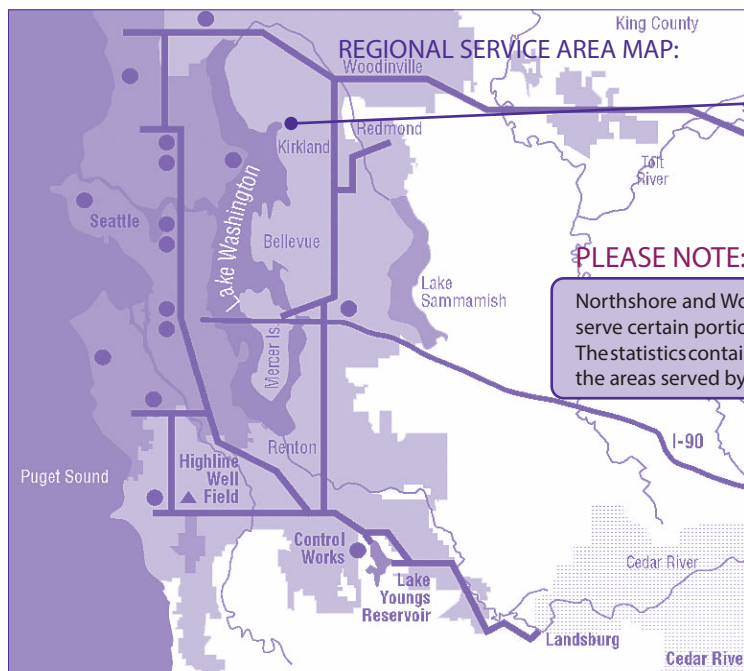 King County
REGIONAL SERVICE AREA MAP:
Woodinville
Redmond
Kirkland
Tolt
River
Seattle
Lake Washington
Bellevue
PLEASE NOTE:
Lake
Sammamish
Northshore and Wo
serve certain portio
The statistics contai
the areas served by
Mercer Is.
I-90
Renton
Highline
Well
Field
Puget Sound
Control
Works
Cedar River
Lake
Youngs
Reservoir
Landsburg
Cedar Rive